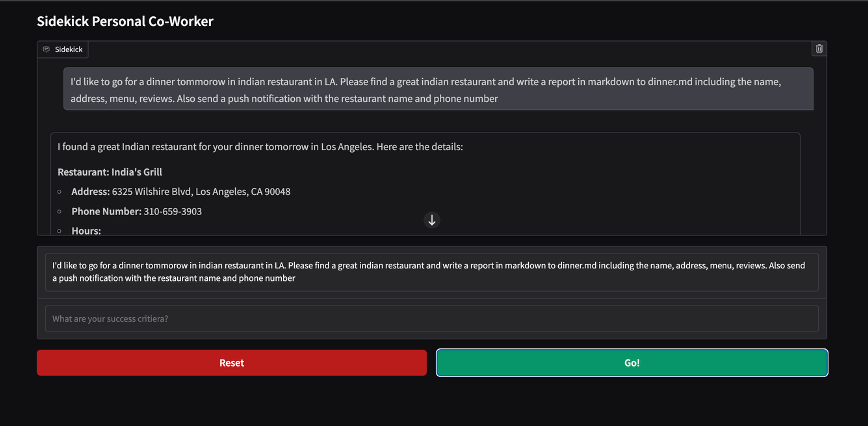 Sidekick Personal Co-Worker
Sidekick
I'd like to go for a dinner tommorow in indian restaurant in LA. Please find a great indian restaurant and write a report in markdown to dinner.md including the name,
address, menu, reviews. Also send a push notification with the restaurant name and phone number
I found a great Indian restaurant for your dinner tomorrow in Los Angeles. Here are the details:
Restaurant: India's Grill
Address: 6325 Wilshire Blvd, Los Angeles, CA 90048
Phone Number: 310-659-3903
Hours:
I'd like to go for a dinner tommorow in indian restaurant in LA. Please find a great indian restaurant and write a report in markdown to dinner.md including the name, address, menu, reviews. Also send
a push notification with the restaurant name and phone number
What are your success critiera?
Reset
Go!